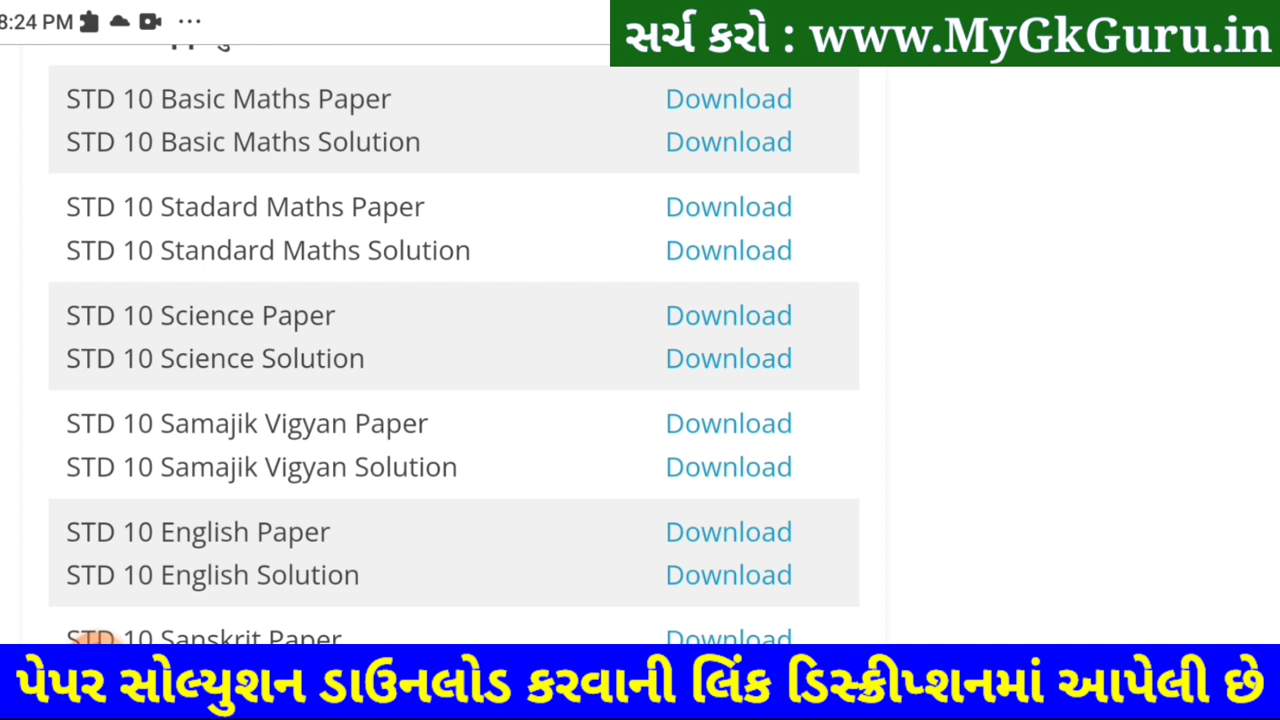 8:24 PM
સર્ચ કરો : www.MyGkGuru.in
STD 10 Basic Maths Paper Download
STD 10 Basic Maths Solution Download
STD 10 Stadard Maths Paper Download
STD 10 Standard Maths Solution Download
STD 10 Science Paper Download
STD 10 Science Solution Download
STD 10 Samajik Vigyan Paper Download
STD 10 Samajik Vigyan Solution Download
STD 10 English Paper Download
STD 10 English Solution Download
STD 10 Sanskrit Paper Download
પેપર સોલ્યુશન ડાઉનલોડ કરવાની લિંક ડિસ્ક્રીપ્શનમાં આપેલી છે